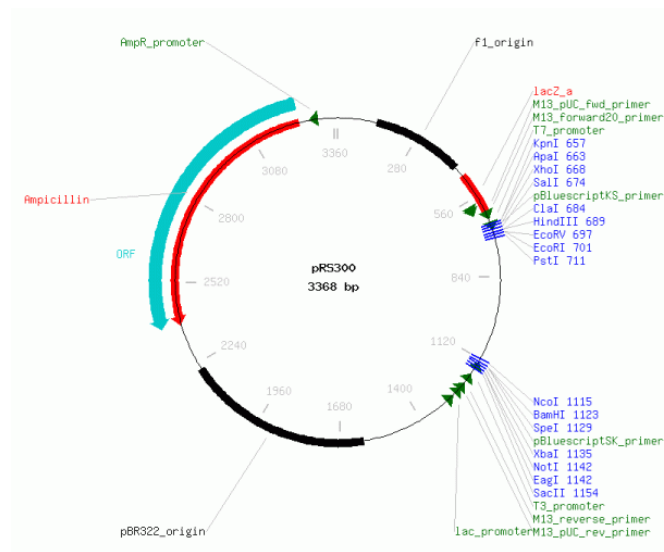 AmpR_promoter
f1_origin
lacZ_a
M13_pUC_fwd_primer
M13_forward20_primer
T7_promoter
KpnI 657
ApaI 663
XhoI 668
SalI 674
pBluescriptKS_primer
ClaI 684
HindIII 689
EcoRV 697
EcoRI 701
PstI 711
3360
280
3080
560
Ampicillin
2800
ORF
pRS300
3368 bp
2520
840
2240
1120
1960
1400
1680
NcoI 1115
BamHI 1123
SpeI 1129
pBluescriptSK_primer
XbaI 1135
NotI 1142
EagI 1142
SacII 1154
T3_promoter
M13_reverse_primer
pBR322_origin
lac_promoter M13_pUC_rev_primer